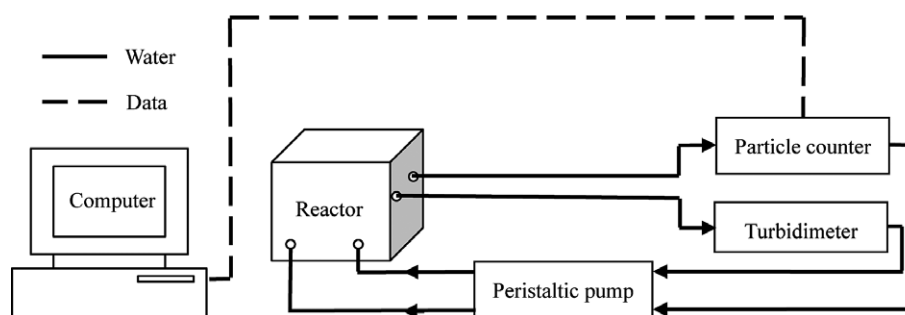 Water
Data
Computer
Reactor
Particle counter
Turbidimeter
Peristaltic pump